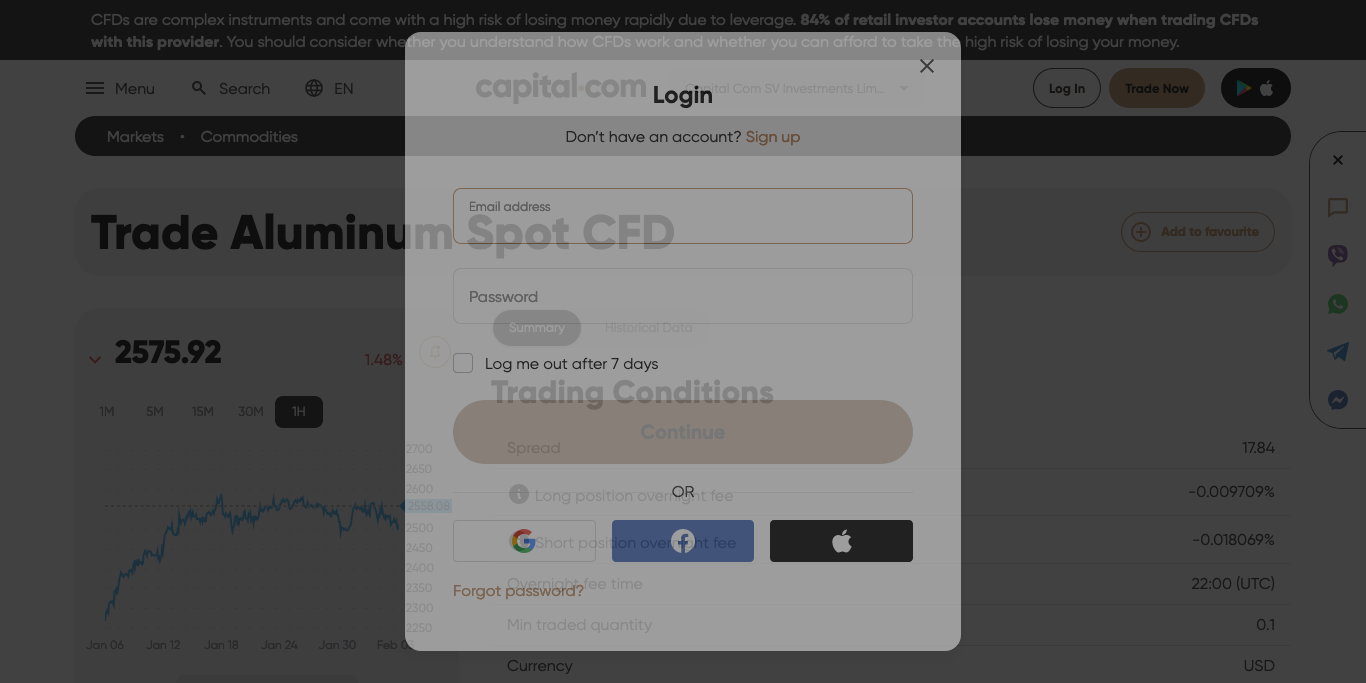 CFDs are complex instruments and come with a high risk of losing money rapidly due to leverage. 84% of retail investor accounts lose money when trading CFDs
with this provider. You should consider whether you understand how CFDs work and whether you can afford to take the high risk of losing your money.
Menu
Search
EN
capital.com
Capital Com SV Investments Lim...
Log In
Trade Now
Markets
Commodities
Trade Aluminum Spot CFD
Add to favourite
2575.92
1.48%
1M
5M
15M
30M
1H
2700
2650
2600
2558.08
2500
2450
2400
2350
2300
2250
Jan 06
Jan 12
Jan 18
Jan 24
Jan 30
Summary
Historical Data
Trading Conditions
Spread
17.84
Long position overnight fee
-0.009709%
Short position overnight fee
-0.018069%
Overnight fee time
22:00 (UTC)
Min traded quantity
0.1
Currency
USD
Login
Don't have an account? Sign up
Email address
Password
Log me out after 7 days
Continue
OR
Forgot password?